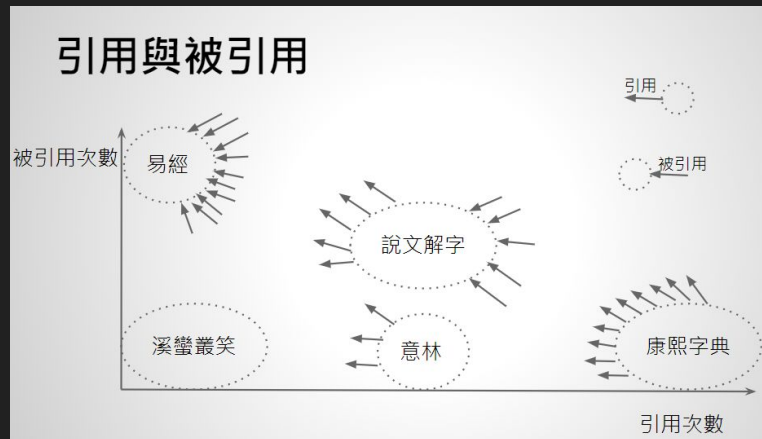 引用與被引用
引用
被引用次數
易經
被引用
說文解字
溪蠻叢笑
意林
康熙字典
引用次數